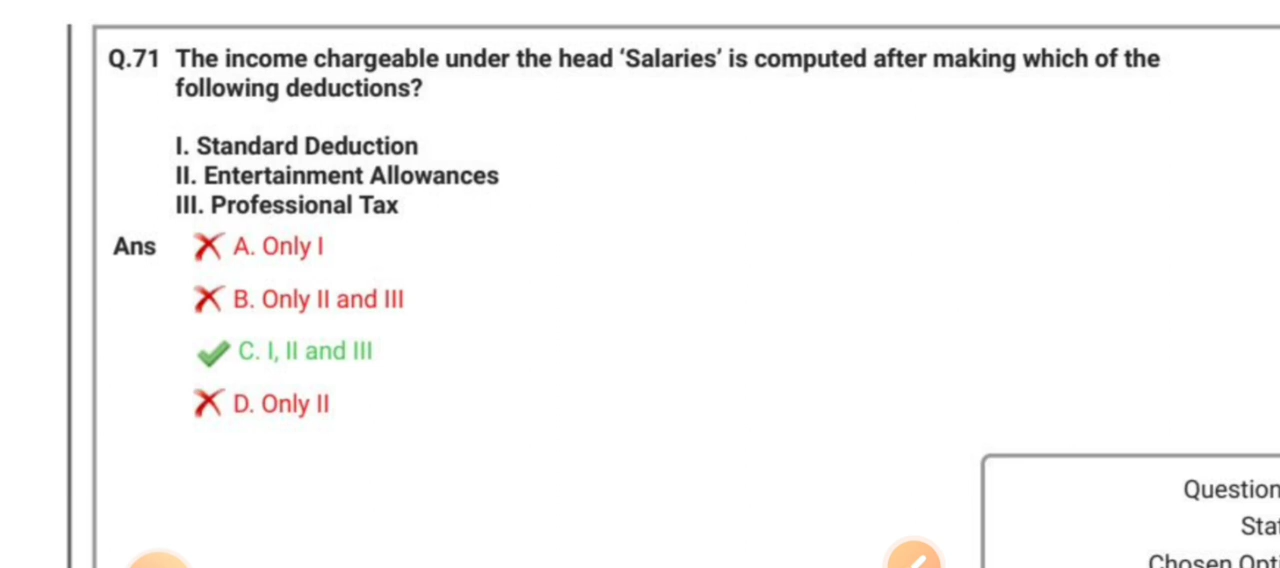 Q.71 The income chargeable under the head ‘Salaries’ is computed after making which of the
following deductions?
I. Standard Deduction
II. Entertainment Allowances
III. Professional Tax
Ans
A. Only I
B. Only II and III
C. I, II and III
D. Only II
Question
Chosen